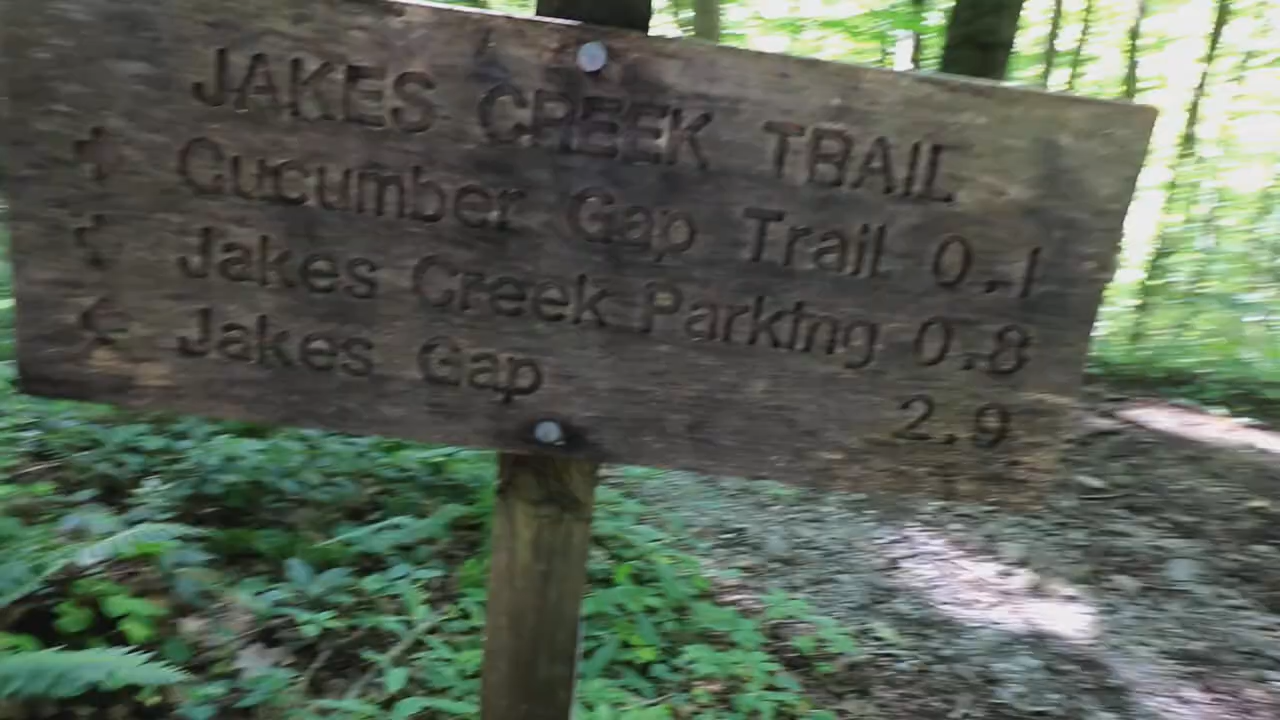 JAKES CREEK TRAIL
Cucumber Gap Trail 0.1
Jakes Creek Parking 0.8
Jakes Gap 2.9